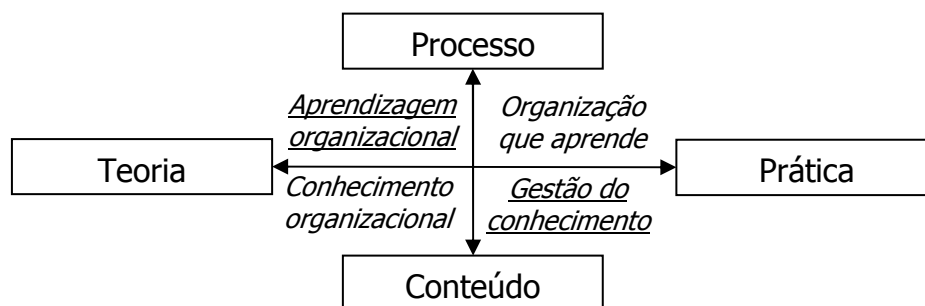 Processo
Aprendizagem
organizacional
Organização
que aprende
Teoria
Prática
Conhecimento
organizacional
Gestão do
conhecimento
Conteúdo